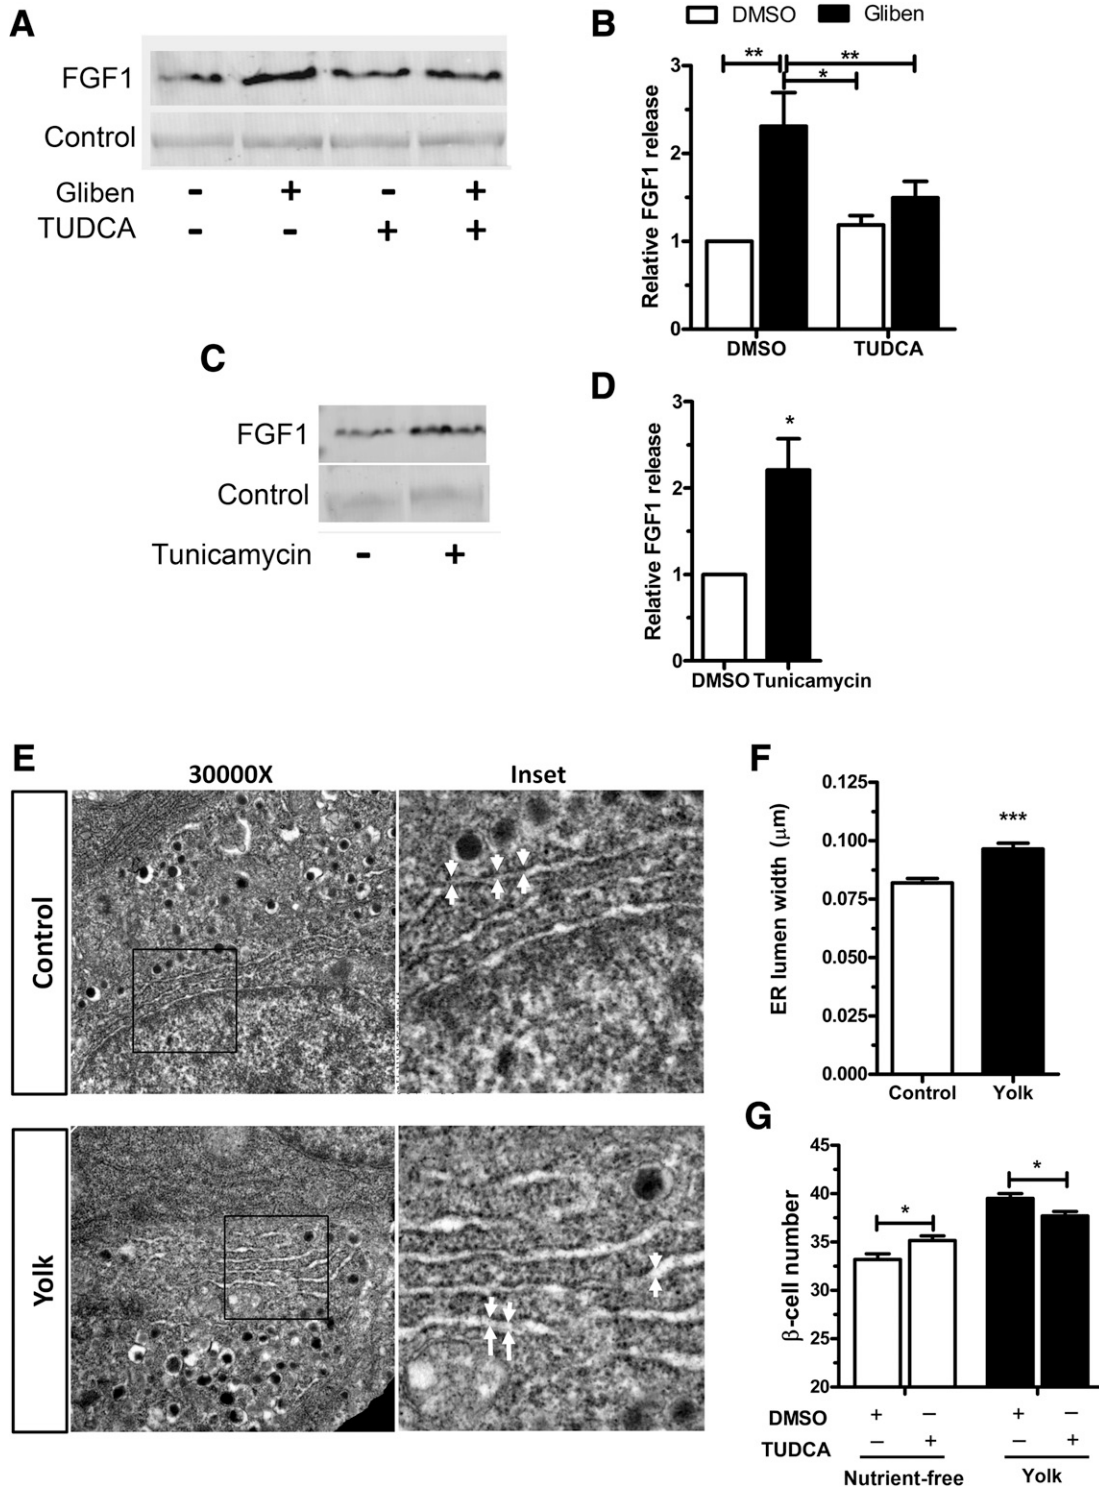 A
FGF1
Control
Gliben - + - +
TUDCA - - + +
B
DMSO Gliben
** ** *
Relative FGF1 release
3
2
1
0
DMSO TUDCA
C
FGF1
Control
Tunicamycin - +
D
Relative FGF1 release
3
2
1
0
*
DMSO Tunicamycin
E
30000X Inset
Control
Yolk
F
ER lumen width (μm)
0.125
0.100
0.075
0.050
0.025
0.000
***
Control Yolk
G
β-cell number
45
40
35
30
25
20
* *
DMSO + – + –
TUDCA – + – +
Nutrient-free Yolk